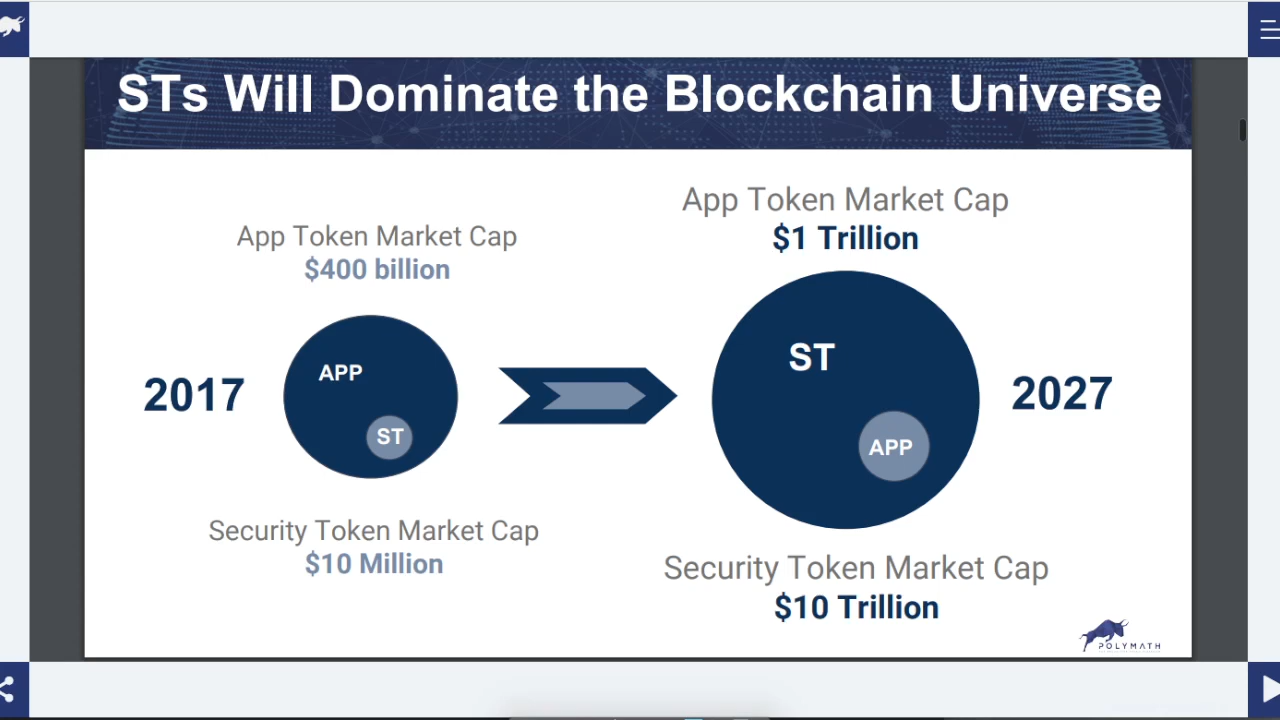 STs Will Dominate the Blockchain Universe
App Token Market Cap
$400 billion
2017
APP
ST
Security Token Market Cap
$10 Million
App Token Market Cap
$1 Trillion
ST
APP
2027
Security Token Market Cap
$10 Trillion
POLYMATH